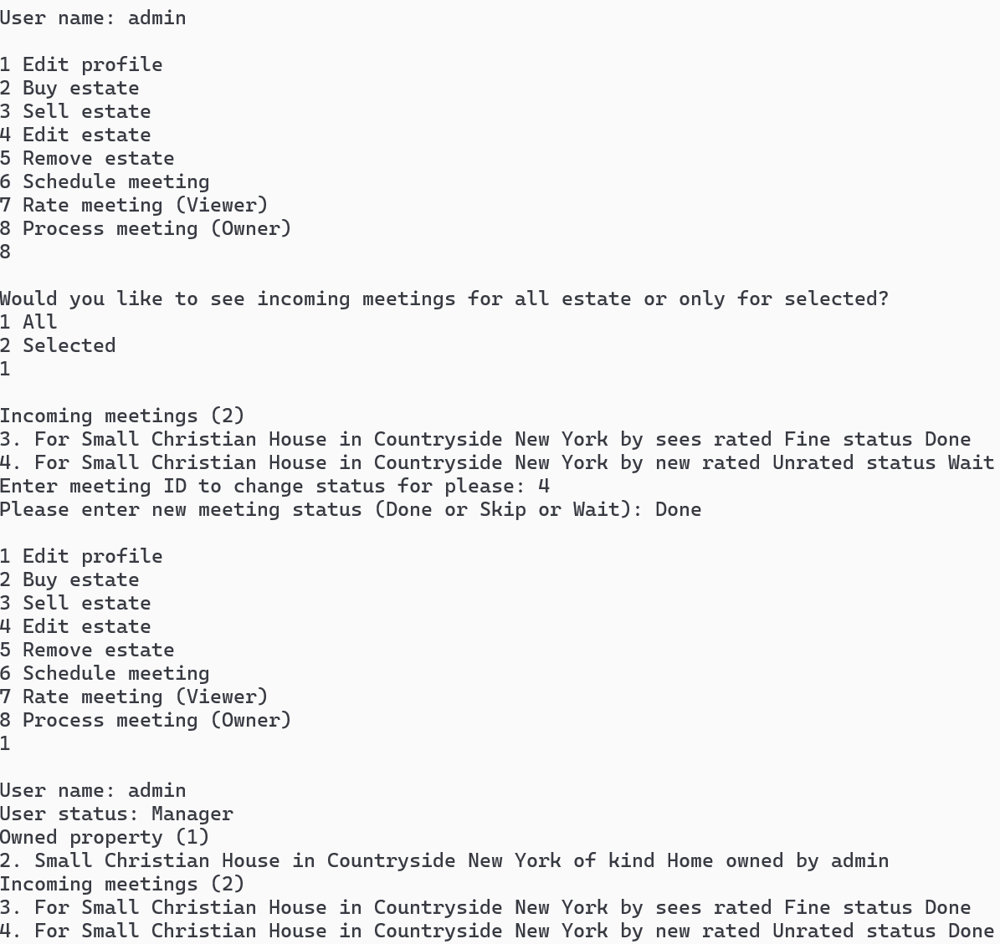 User name: admin
1 Edit profile
2 Buy estate
3 Sell estate
4 Edit estate
5 Remove estate
6 Schedule meeting
7 Rate meeting (Viewer)
8 Process meeting (Owner)
8
Would you like to see incoming meetings for all estate or only for selected?
1 All
2 Selected
1
Incoming meetings (2)
3. For Small Christian House in Countryside New York by sees rated Fine status Done
4. For Small Christian House in Countryside New York by new rated Unrated status Wait
Enter meeting ID to change status for please: 4
Please enter new meeting status (Done or Skip or Wait): Done
1 Edit profile
2 Buy estate
3 Sell estate
4 Edit estate
5 Remove estate
6 Schedule meeting
7 Rate meeting (Viewer)
8 Process meeting (Owner)
1
User name: admin
User status: Manager
Owned property (1)
2. Small Christian House in Countryside New York of kind Home owned by admin
Incoming meetings (2)
3. For Small Christian House in Countryside New York by sees rated Fine status Done
4. For Small Christian House in Countryside New York by new rated Unrated status Done